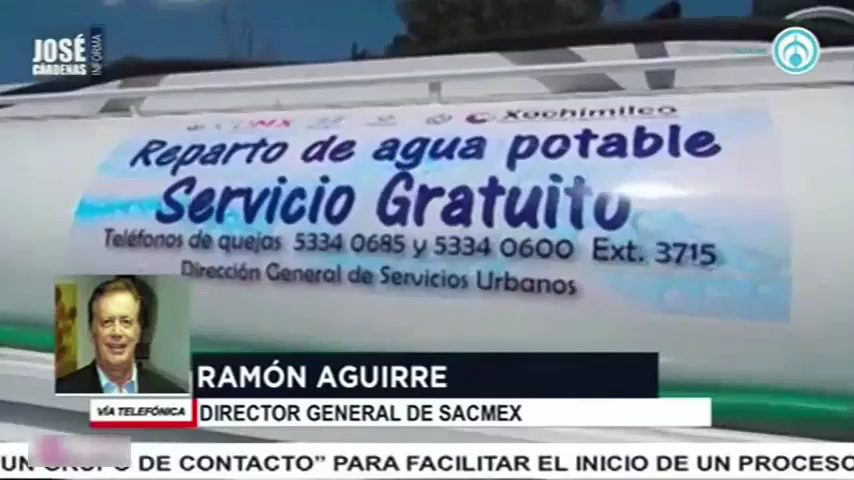 JOSÉ
CÁRDENAS
INFORMA
Xochimilco
Reparto de agua potable
Servicio Gratuito
Teléfonos de quejas 5334 0685 y 5334 0600 Ext. 3715
Dirección General de Servicios Urbanos
RAMÓN AGUIRRE
VÍA TELEFÓNICA
DIRECTOR GENERAL DE SACMEX
DE CONTACTO” PARA FACILITAR EL INICIO DE UN PROCESO